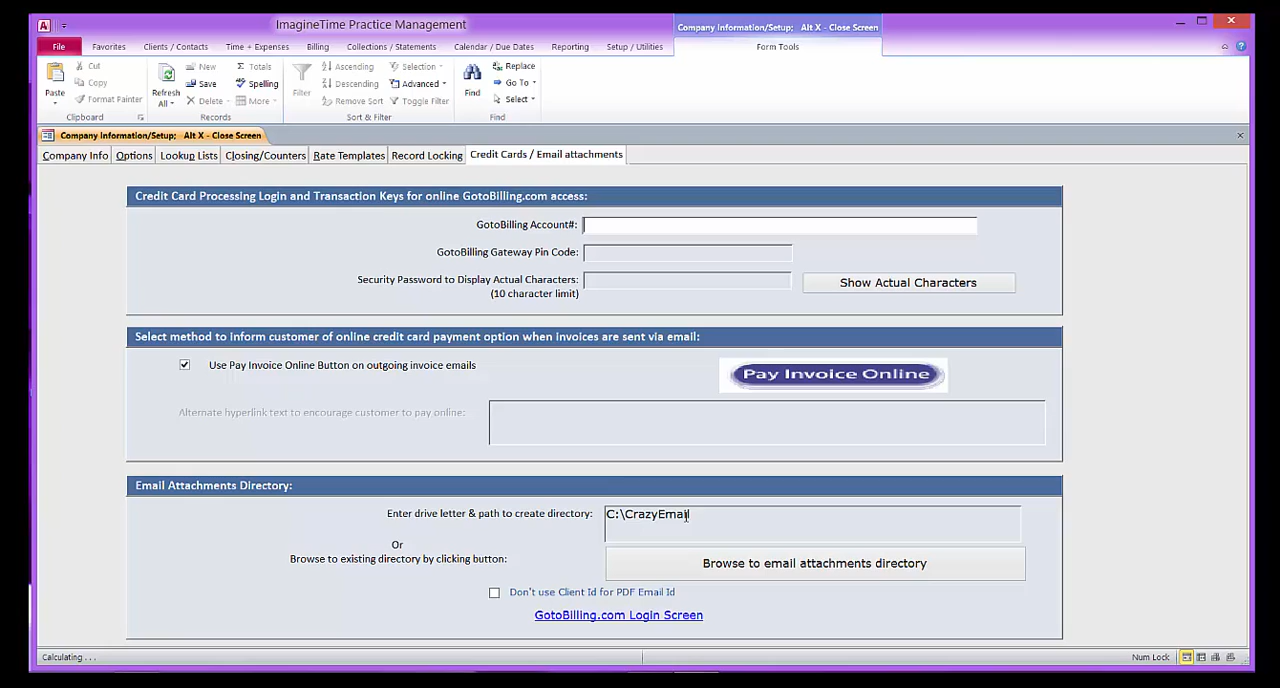 ImagineTime Practice Management
Company Information/Setup; Alt X - Close Screen
File Favorites Clients / Contacts Time + Expenses Billing Collections / Statements Calendar / Due Dates Reporting Setup / Utilities Form Tools
Paste
Cut
Copy
Format Painter
Clipboard
Refresh All
New
Save
Delete
Totals
Spelling
More
Records
Filter
Ascending
Descending
Remove Sort
Selection
Advanced
Toggle Filter
Sort & Filter
Find
Replace
Go To
Select
Find
Company Information/Setup; Alt X - Close Screen
Company Info Options Lookup Lists Closing/Counters Rate Templates Record Locking Credit Cards / Email attachments
Credit Card Processing Login and Transaction Keys for online GotoBilling.com access:
GotoBilling Account#:
GotoBilling Gateway Pin Code:
Security Password to Display Actual Characters:
(10 character limit)
Show Actual Characters
Select method to inform customer of online credit card payment option when invoices are sent via email:
Use Pay Invoice Online Button on outgoing invoice emails
Pay Invoice Online
Alternate hyperlink text to encourage customer to pay online:
Email Attachments Directory:
Enter drive letter & path to create directory: C:\CrazyEmail
Or
Browse to existing directory by clicking button:
Browse to email attachments directory
Don't use Client Id for PDF Email Id
GotoBilling.com Login Screen
Calculating . . .
Num Lock